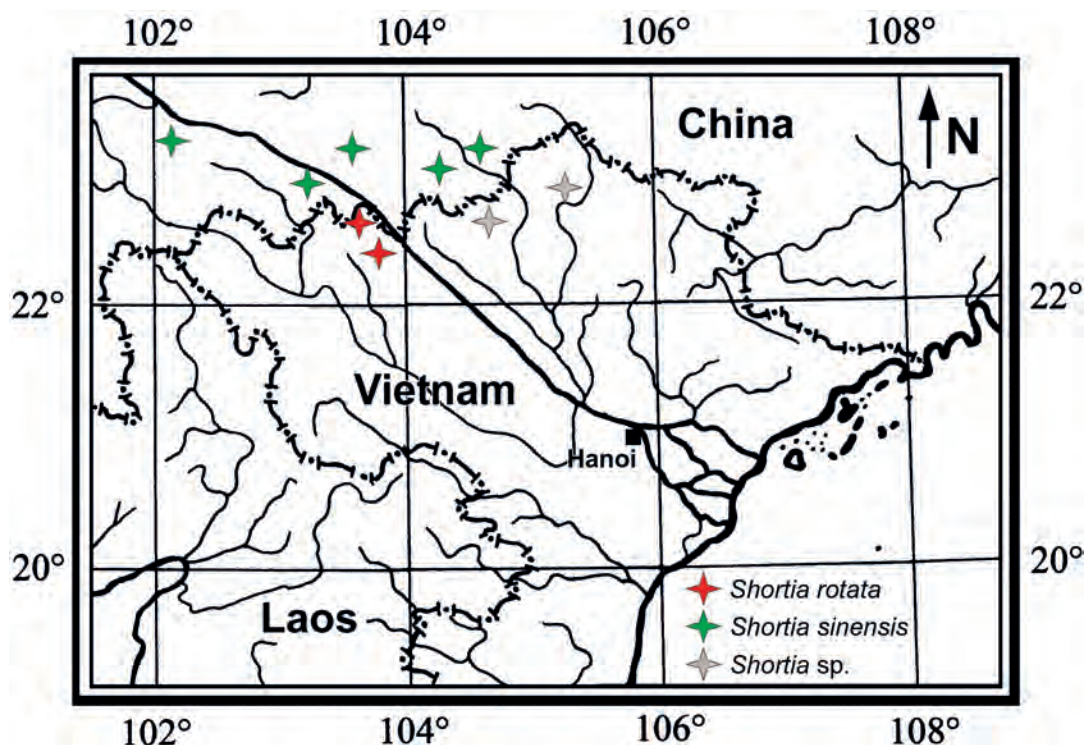 102° 104° 106° 108°
China
N
22° 22°
Vietnam
Hanoi
20° 20°
Shortia rotata
Shortia sinensis
Laos
Shortia sp.
102° 104° 106° 108°